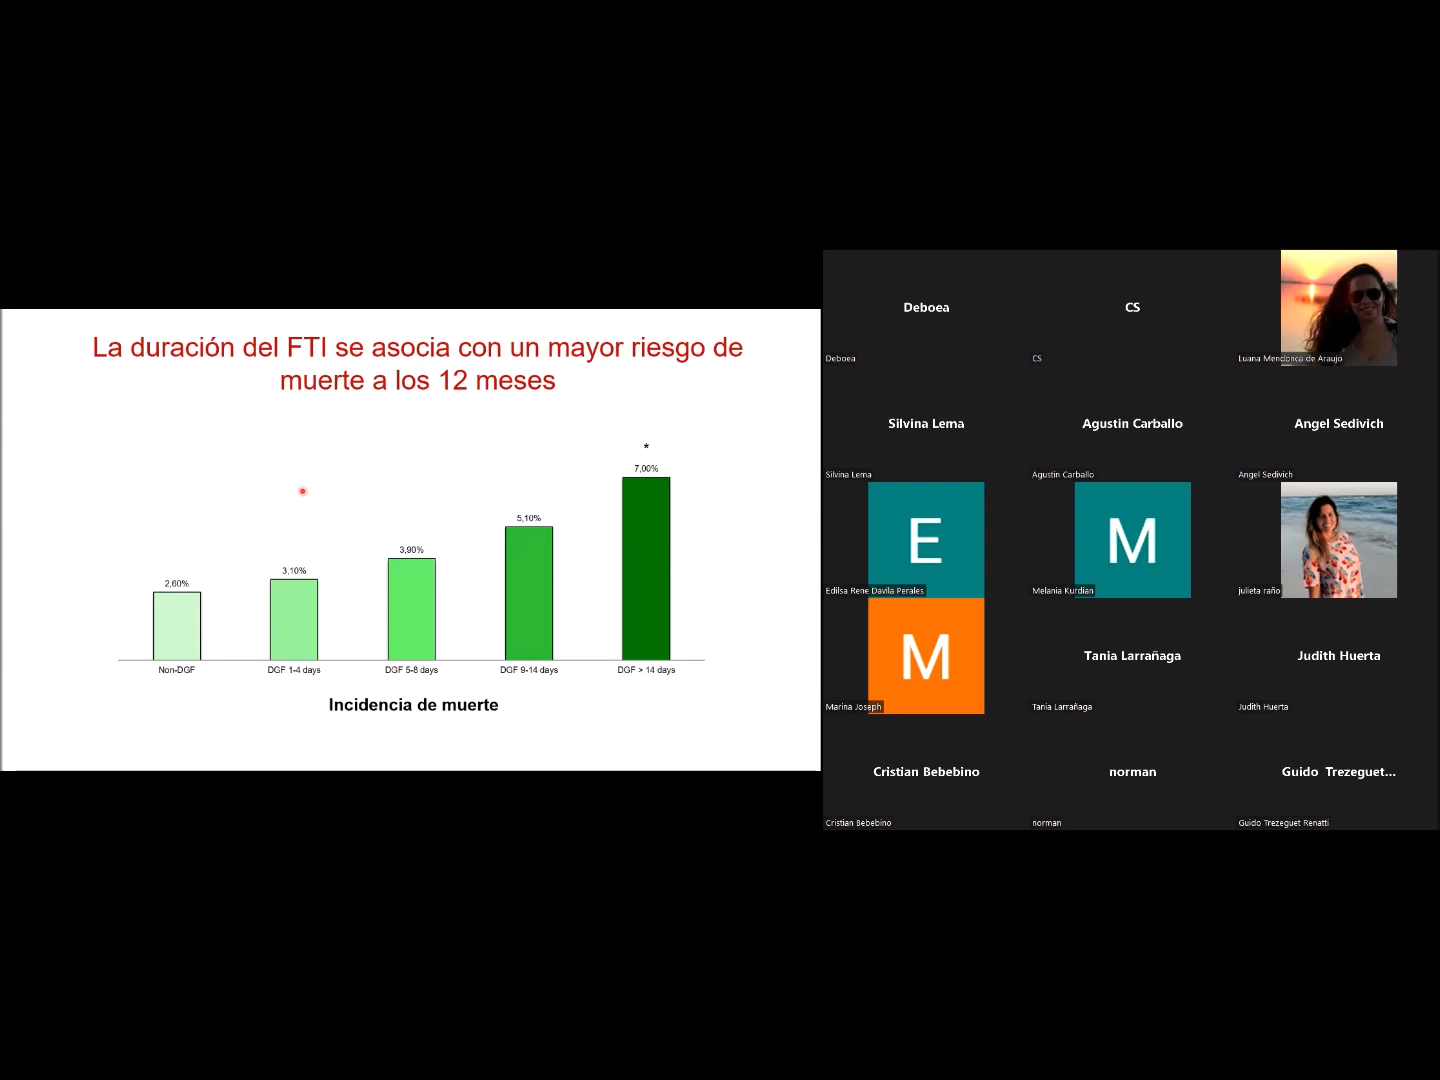 La duración del FTI se asocia con un mayor riesgo de
muerte a los 12 meses
*
2,60%
3,10%
3,90%
5,10%
7,00%
Non-DGF
DGF 1-4 days
DGF 5-8 days
DGF 9-14 days
DGF > 14 days
Incidencia de muerte
Deboea
CS
Deboea
CS
Luana Mendonca de Araujo
Silvina Lema
Agustin Carballo
Angel Sedivich
Silvina Lema
Agustin Carballo
Angel Sedivich
E
M
Edilsa Rene Davila Perales
Melania Kurdian
julieta raño
M
Tania Larrañaga
Judith Huerta
Marina Joseph
Tania Larrañaga
Judith Huerta
Cristian Bebebino
norman
Guido Trezeguet...
Cristian Bebebino
norman
Guido Trezeguet Renatti